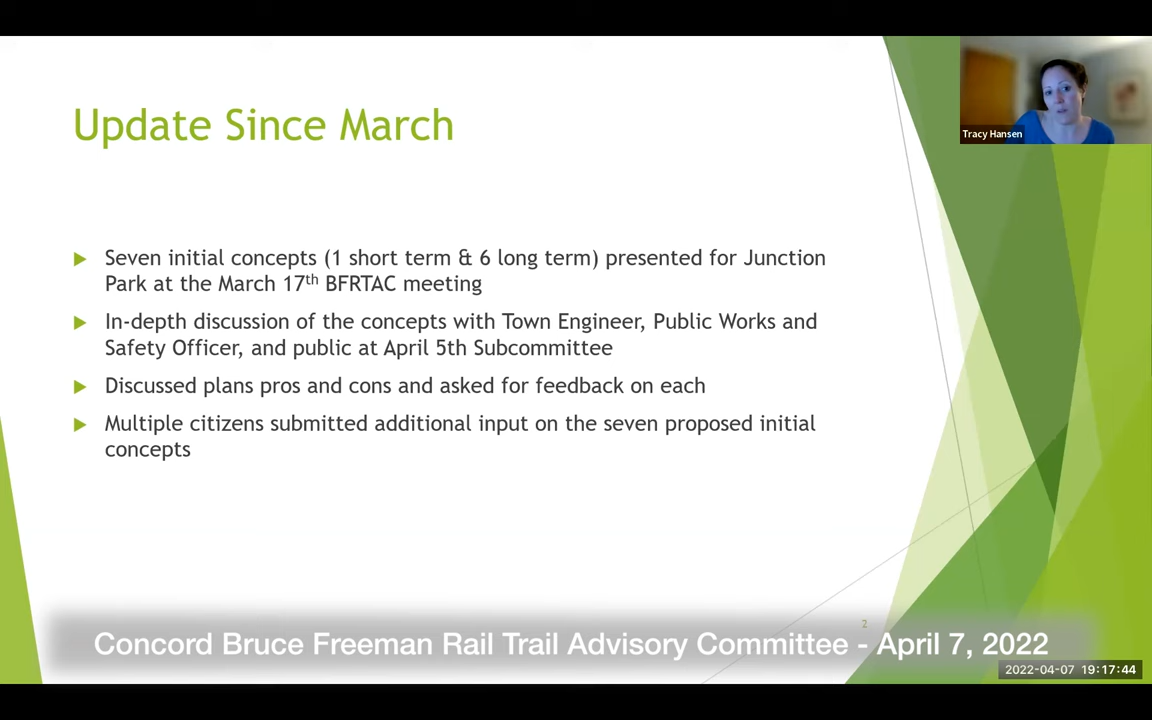 Update Since March
Tracy Hansen
Seven initial concepts (1 short term & 6 long term) presented for Junction
Park at the March 17th BFRTAC meeting
In-depth discussion of the concepts with Town Engineer, Public Works and
Safety Officer, and public at April 5th Subcommittee
Discussed plans pros and cons and asked for feedback on each
Multiple citizens submitted additional input on the seven proposed initial
concepts
2
Concord Bruce Freeman Rail Trail Advisory Committee - April 7, 2022
2022-04-07 19:17:44